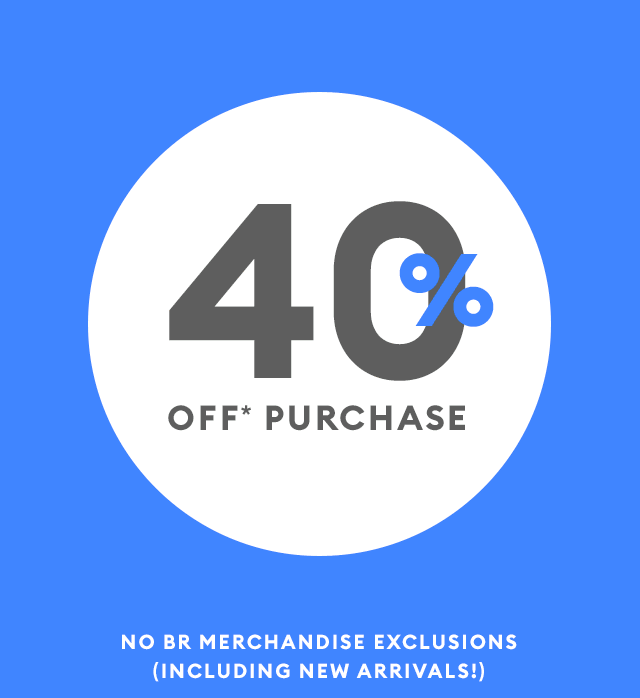 40%
OFF* PURCHASE
NO BR MERCHANDISE EXCLUSIONS
(INCLUDING NEW ARRIVALS!)